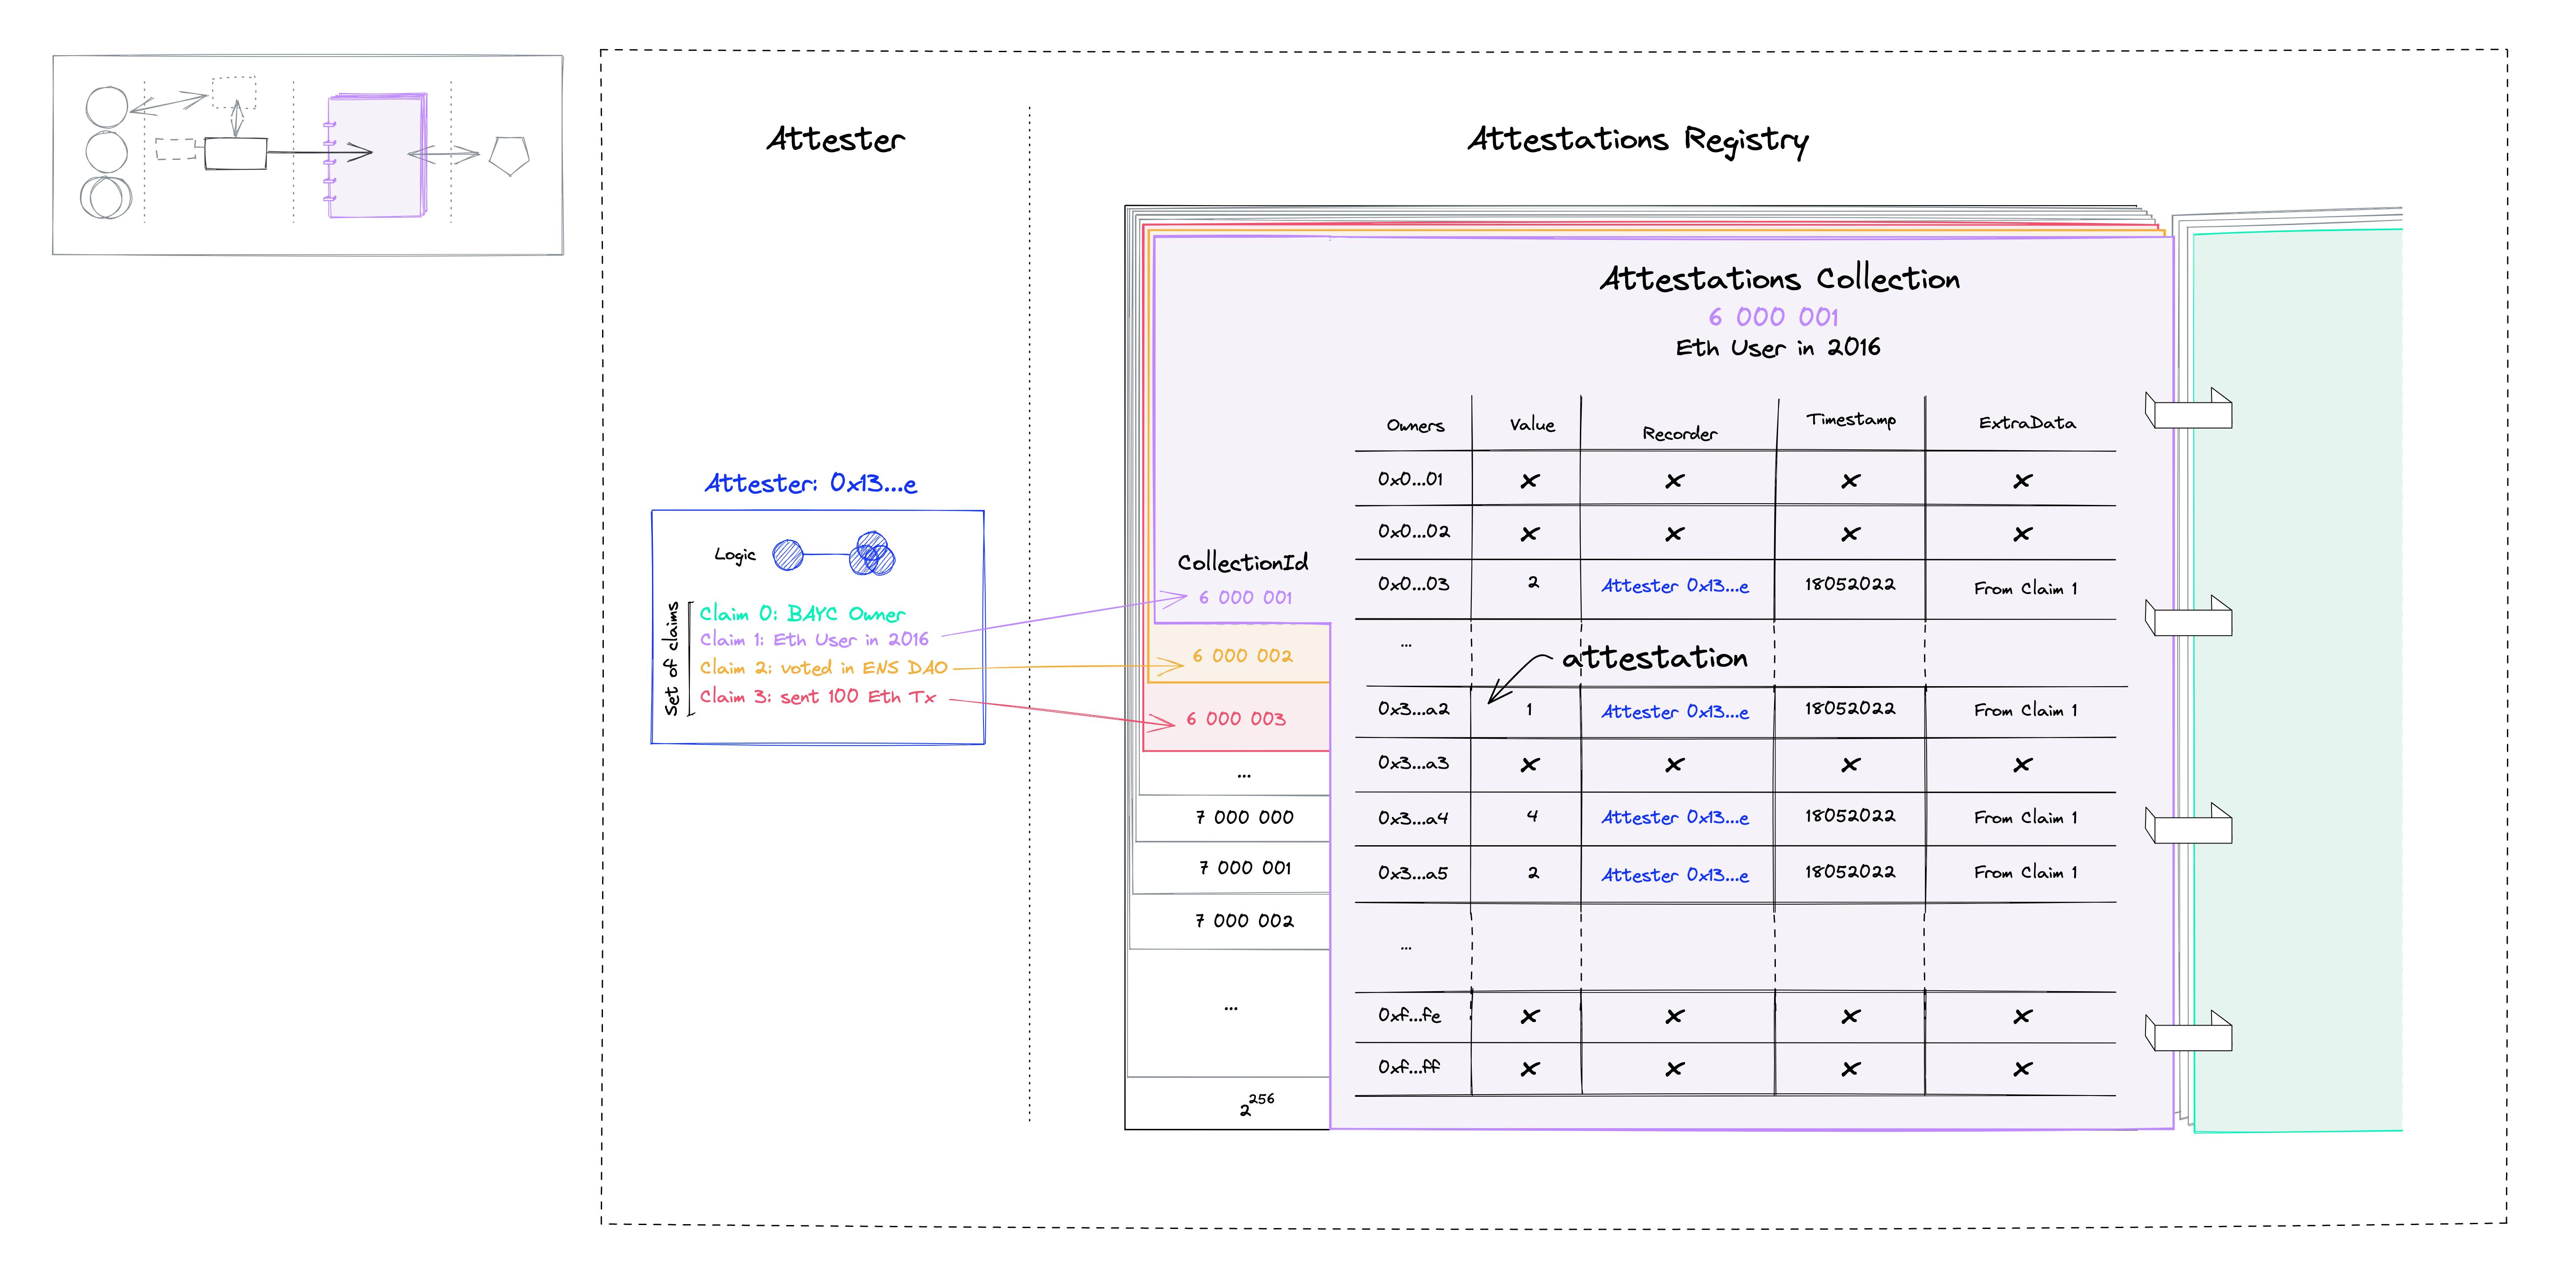 Attester
Attestations Registry
Attester: 0x13...e
Logic
Set of claims
Claim 0: BAYC Owner
Claim 1: Eth User in 2016
Claim 2: voted in ENS DAO
Claim 3: sent 100 Eth Tx
CollectionId
6 000 001
6 000 002
6 000 003
...
7 000 000
7 000 001
7 000 002
...
2^256
Attestations Collection
6 000 001
Eth User in 2016
Owners Value Recorder Timestamp ExtraData
0x0...01 x x x x
0x0...02 x x x x
0x0...03 2 Attester 0x13...e 18052022 From Claim 1
...
attestation
0x3...a2 1 Attester 0x13...e 18052022 From Claim 1
0x3...a3 x x x x
0x3...a4 4 Attester 0x13...e 18052022 From Claim 1
0x3...a5 2 Attester 0x13...e 18052022 From Claim 1
...
0xf...fe x x x x
0xf...ff x x x x